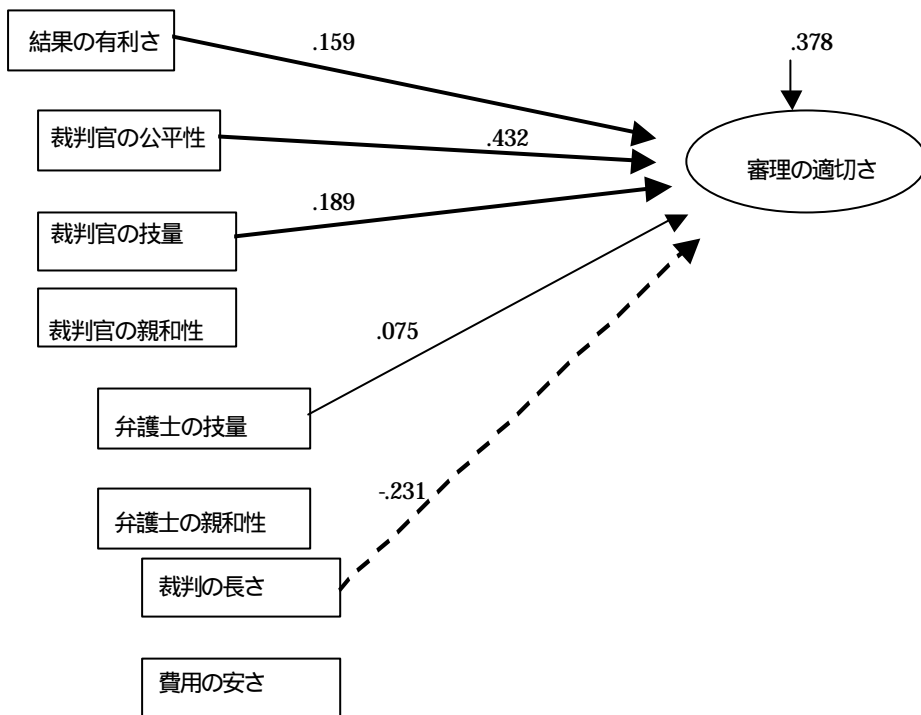 結果の有利さ
.159
.378
裁判官の公平性
.432
審理の適切さ
.189
裁判官の技量
裁判官の親和性
.075
弁護士の技量
-.231
弁護士の親和性
裁判の長さ
費用の安さ